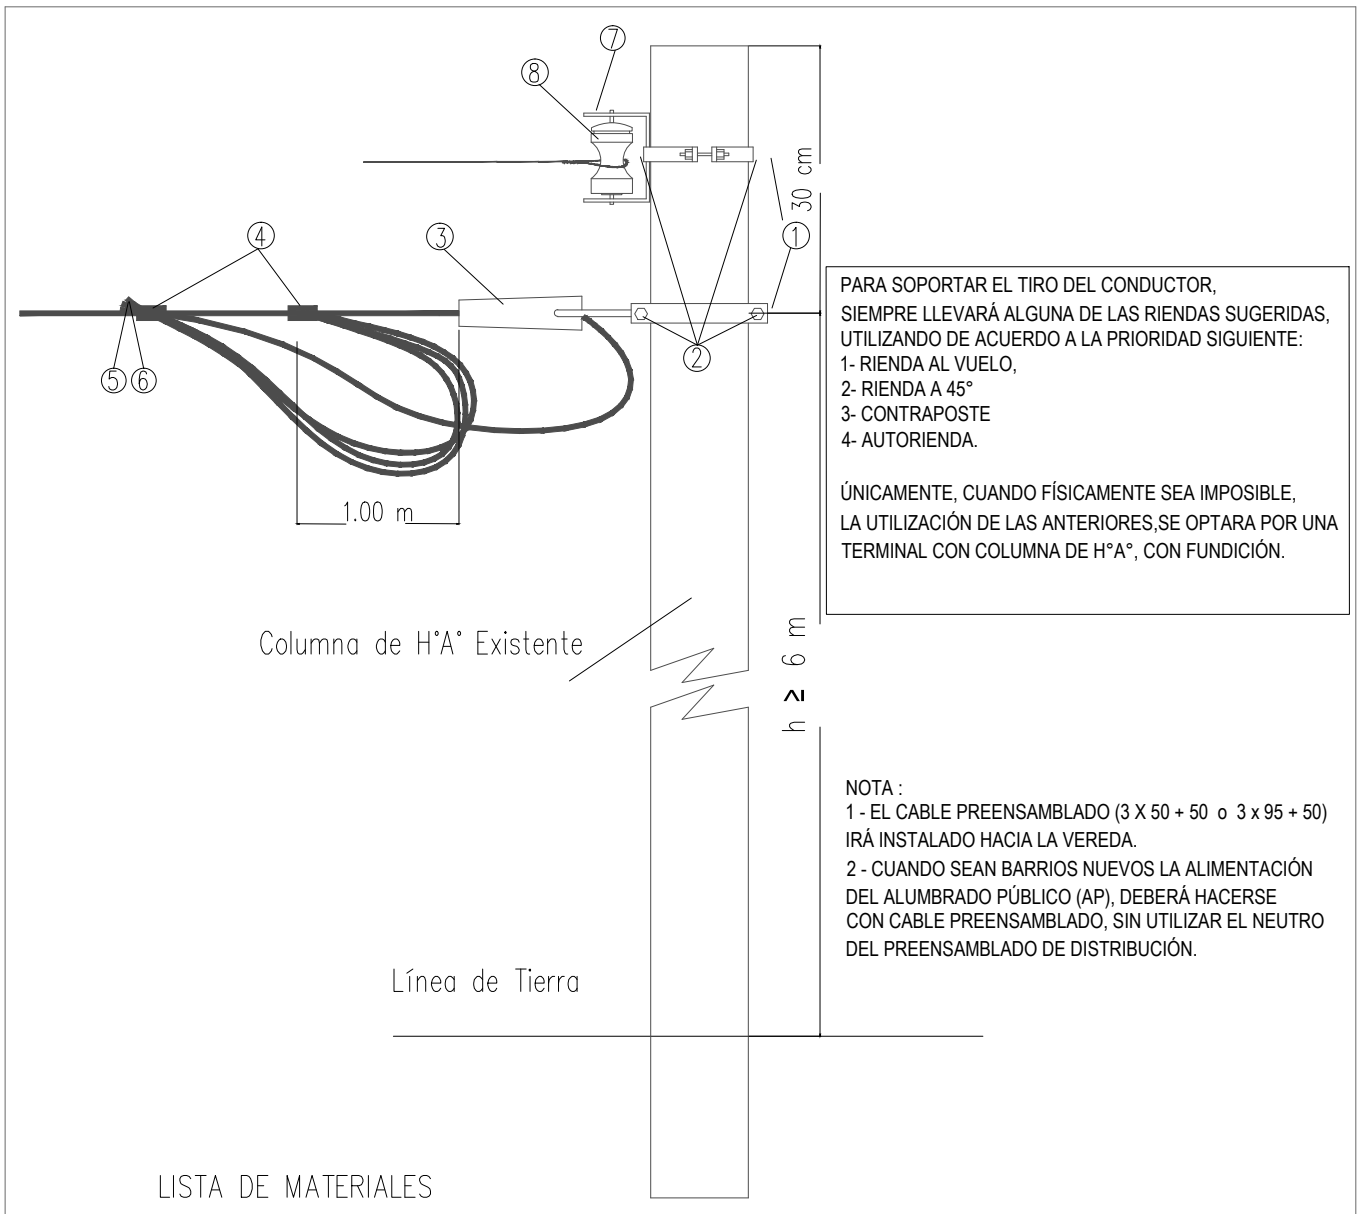 7
8
30 cm
4
3
1
PARA SOPORTAR EL TIRO DEL CONDUCTOR,
SIEMPRE LLEVARÁ ALGUNA DE LAS RIENDAS SUGERIDAS,
UTILIZANDO DE ACUERDO A LA PRIORIDAD SIGUIENTE:
1- RIENDA AL VUELO,
2- RIENDA A 45°
3- CONTRAPOSTE
4- AUTORIENDA.
ÚNICAMENTE, CUANDO FÍSICAMENTE SEA IMPOSIBLE,
LA UTILIZACIÓN DE LAS ANTERIORES,SE OPTARA POR UNA
TERMINAL CON COLUMNA DE H°A°, CON FUNDICIÓN.
2
5 6
1.00 m
Columna de H°A° Existente
h ≥ 6 m
NOTA :
1 - EL CABLE PREENSAMBLADO (3 X 50 + 50 o 3 x 95 + 50)
IRÁ INSTALADO HACIA LA VEREDA.
2 - CUANDO SEAN BARRIOS NUEVOS LA ALIMENTACIÓN
DEL ALUMBRADO PÚBLICO (AP), DEBERÁ HACERSE
CON CABLE PREENSAMBLADO, SIN UTILIZAR EL NEUTRO
DEL PREENSAMBLADO DE DISTRIBUCIÓN.
Línea de Tierra
LISTA DE MATERIALES